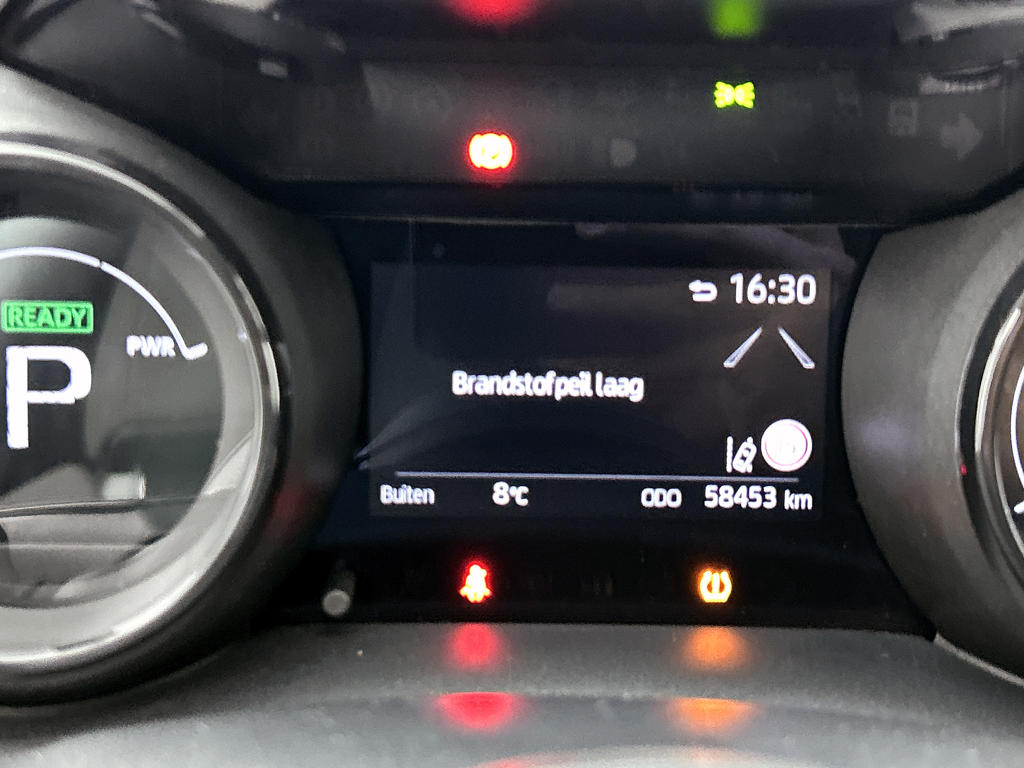 16:30
READY
PWR
P
Brandstofpeil laag
Buiten 8°C ODO 58453 km